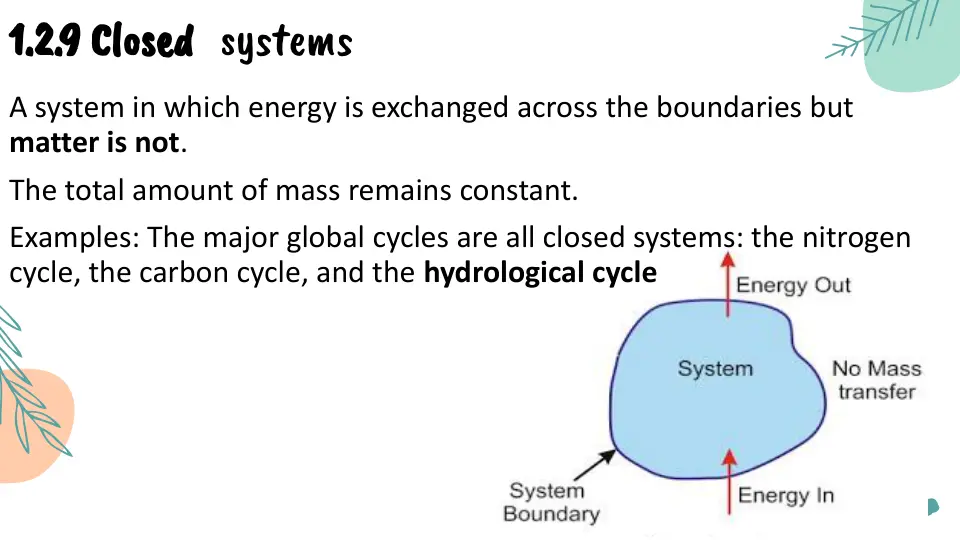 1.2.9 Closed systems
A system in which energy is exchanged across the boundaries but
matter is not.
The total amount of mass remains constant.
Examples: The major global cycles are all closed systems: the nitrogen
cycle, the carbon cycle, and the hydrological cycle
Energy Out
System
No Mass
transfer
System
Boundary
Energy In